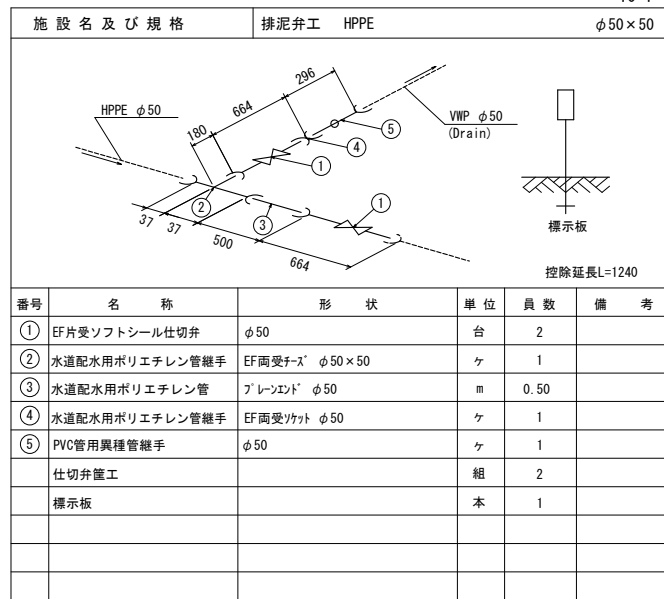 施設名及び規格 排泥弁工 HPPE φ50×50
296
664
HPPE φ50
180
VWP φ50
(Drain)
⑤
④
①
②
③
①
37
37
500
664
標示板
控除延長L=1240
番号 名称 形状 単位 員数 備考
① EF片受ソフトシール仕切弁 φ50 台 2
② 水道配水用ポリエチレン管継手 EF両受チーズ φ50×50 ヶ 1
③ 水道配水用ポリエチレン管 プレーンエンド φ50 m 0.50
④ 水道配水用ポリエチレン管継手 EF両受ソケット φ50 ヶ 1
⑤ PVC管用異種管継手 φ50 ヶ 1
仕切弁筐工 組 2
標示板 本 1